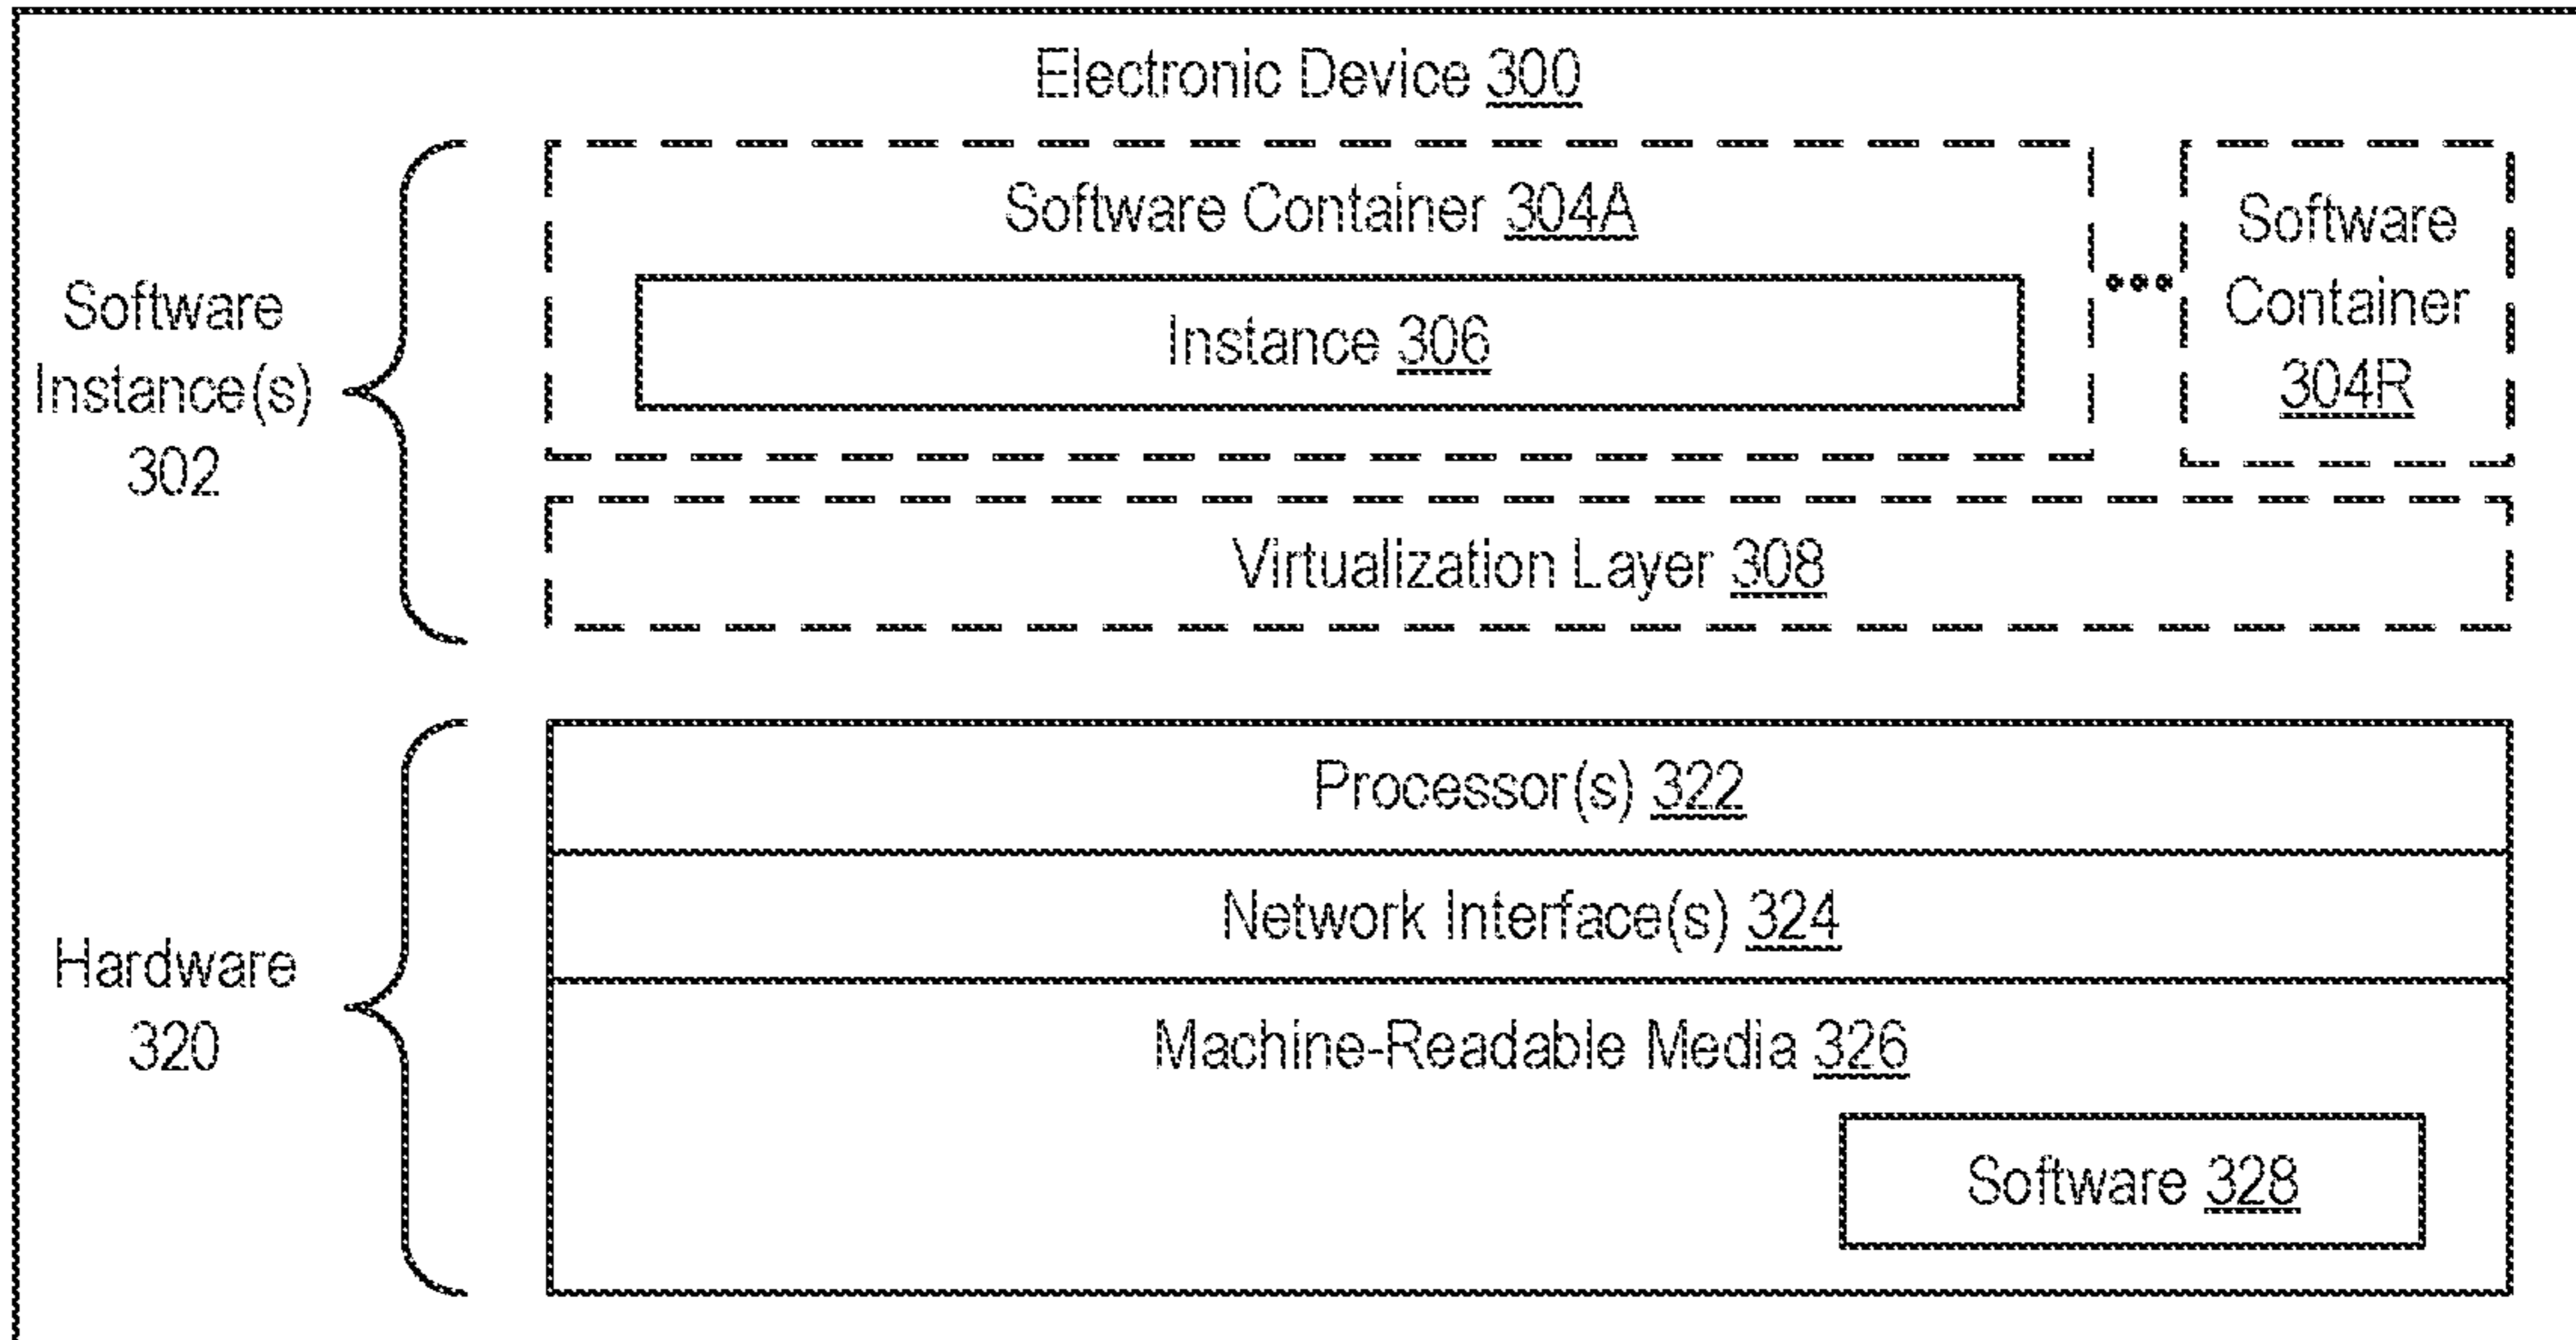 Electronic Device 300
Software
Instance(s)
302
Software Container 304A
Instance 306
Software
Container
304R
Virtualization Layer 308
Hardware
320
Processor(s) 322
Network Interface(s) 324
Machine-Readable Media 326
Software 328